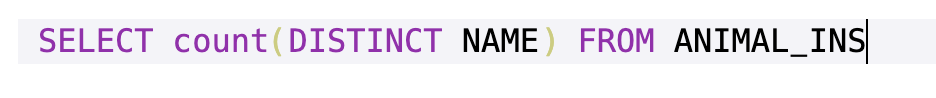 SELECT count(DISTINCT NAME) FROM ANIMAL_INS